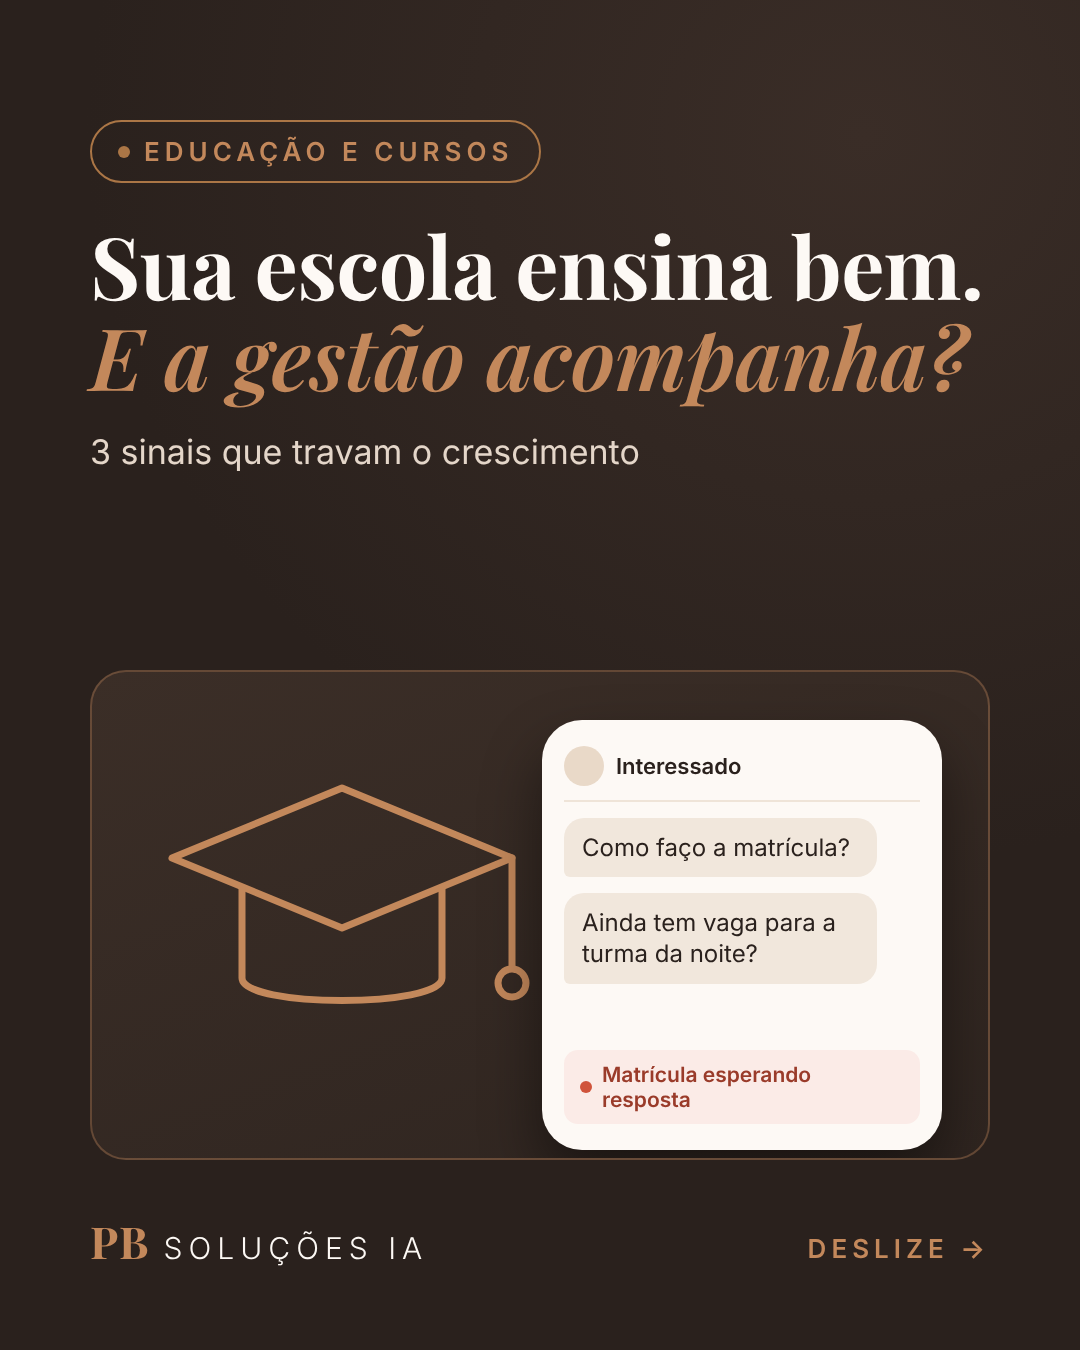 EDUCAÇÃO E CURSOS
Sua escola ensina bem.
E a gestão acompanha?
3 sinais que travam o crescimento
Interessado
Como faço a matrícula?
Ainda tem vaga para a
turma da noite?
Matrícula esperando
resposta
PB SOLUÇÕES IA
DESLIZE →